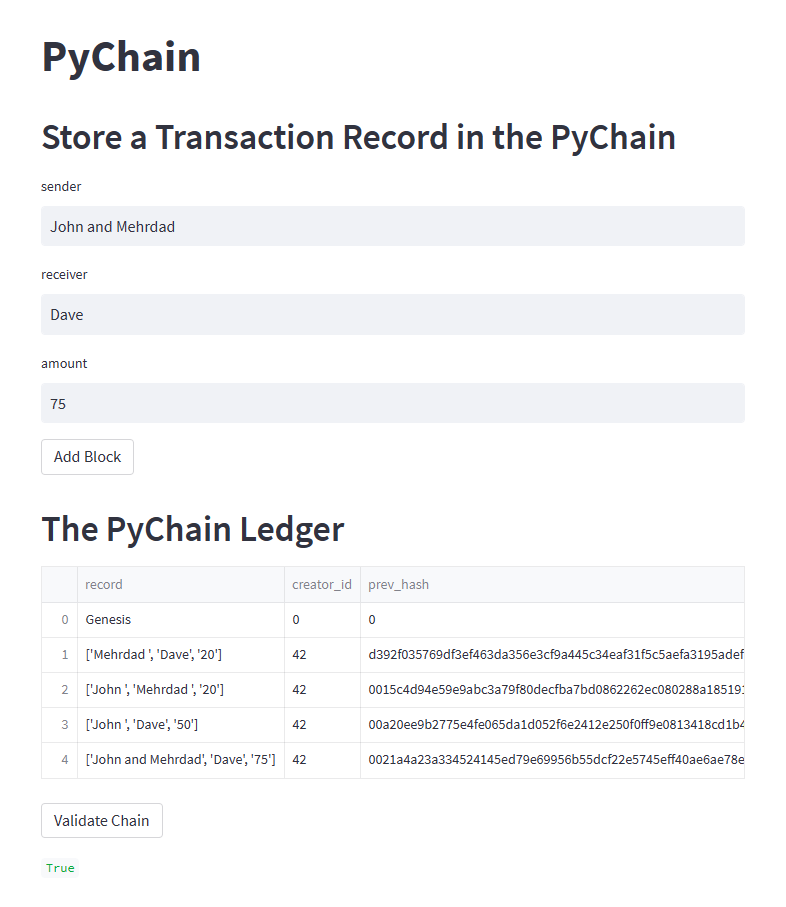 PyChain
Store a Transaction Record in the PyChain
sender
John and Mehrdad
receiver
Dave
amount
75
Add Block
The PyChain Ledger
record creator_id prev_hash
0 Genesis 0 0
1 ['Mehrdad ', 'Dave', '20'] 42 d392f035769df3ef463da356e3cf9a445c34eaf31f5c5aefa3195adef
2 ['John ', 'Mehrdad ', '20'] 42 0015c4d94e59e9abc3a79f80decfba7bd0862262ec080288a185191
3 ['John ', 'Dave', '50'] 42 00a20ee9b2775e4fe065da1d052f6e2412e250f0ff9e0813418cd1b4
4 ['John and Mehrdad', 'Dave', '75'] 42 0021a4a23a334524145ed79e69956b55dcf22e5745eff40ae6ae78e
Validate Chain
True